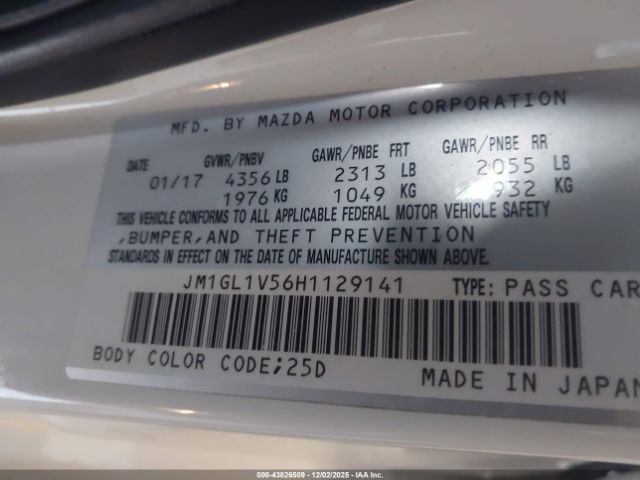 MFD. BY MAZDA MOTOR CORPORATION
DATE GVWR/PNBV GAWR/PNBE FRT GAWR/PNBE RR
01/17 4356 LB 2313 LB 2055 LB
1976 KG 1049 KG 932 KG
THIS VEHICLE CONFORMS TO ALL APPLICABLE FEDERAL MOTOR VEHICLE SAFETY
,BUMPER,AND THEFT PREVENTION
STANDARDS IN EFFECT ON THE DATE OF MANUFACTURE SHOWN ABOVE.
JM1GL1V56H1129141 TYPE: PASS CAR
BODY COLOR CODE;25D
MADE IN JAPAN
000-43826509 - 12/02/2025 - IAA Inc.